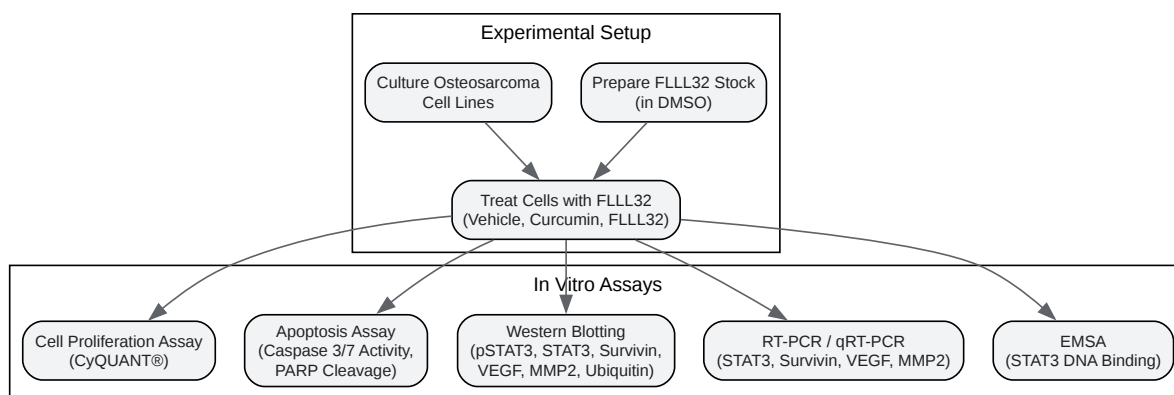 Experimental Setup
Culture Osteosarcoma
Cell Lines
Prepare FLLL32 Stock
(in DMSO)
Treat Cells with FLLL32
(Vehicle, Curcumin, FLLL32)
In Vitro Assays
Cell Proliferation Assay
(CyQUANT®)
Apoptosis Assay
(Caspase 3/7 Activity,
PARP Cleavage)
Western Blotting
(pSTAT3, STAT3, Survivin,
VEGF, MMP2, Ubiquitin)
RT-PCR / qRT-PCR
(STAT3, Survivin, VEGF, MMP2)
EMSA
(STAT3 DNA Binding)